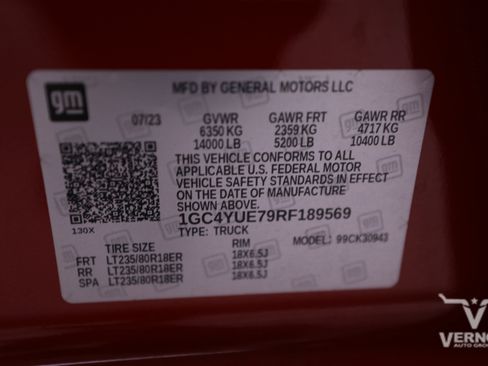 gm
MFD BY GENERAL MOTORS LLC
07/23 GVWR GAWR FRT GAWR RR
6350 KG 2359 KG 4717 KG
14000 LB 5200 LB 10400 LB
THIS VEHICLE CONFORMS TO ALL
APPLICABLE U.S. FEDERAL MOTOR
VEHICLE SAFETY STANDARDS IN EFFECT
ON THE DATE OF MANUFACTURE
SHOWN ABOVE.
1GC4YUE79RF189569
130X TYPE: TRUCK MODEL: 99CK30943
TIRE SIZE RIM
FRT LT235/80R18ER 18X6.5J
RR LT235/80R18ER 18X6.5J
SPA LT235/80R18ER 18X6.5J
VERNO
AUTO GROU